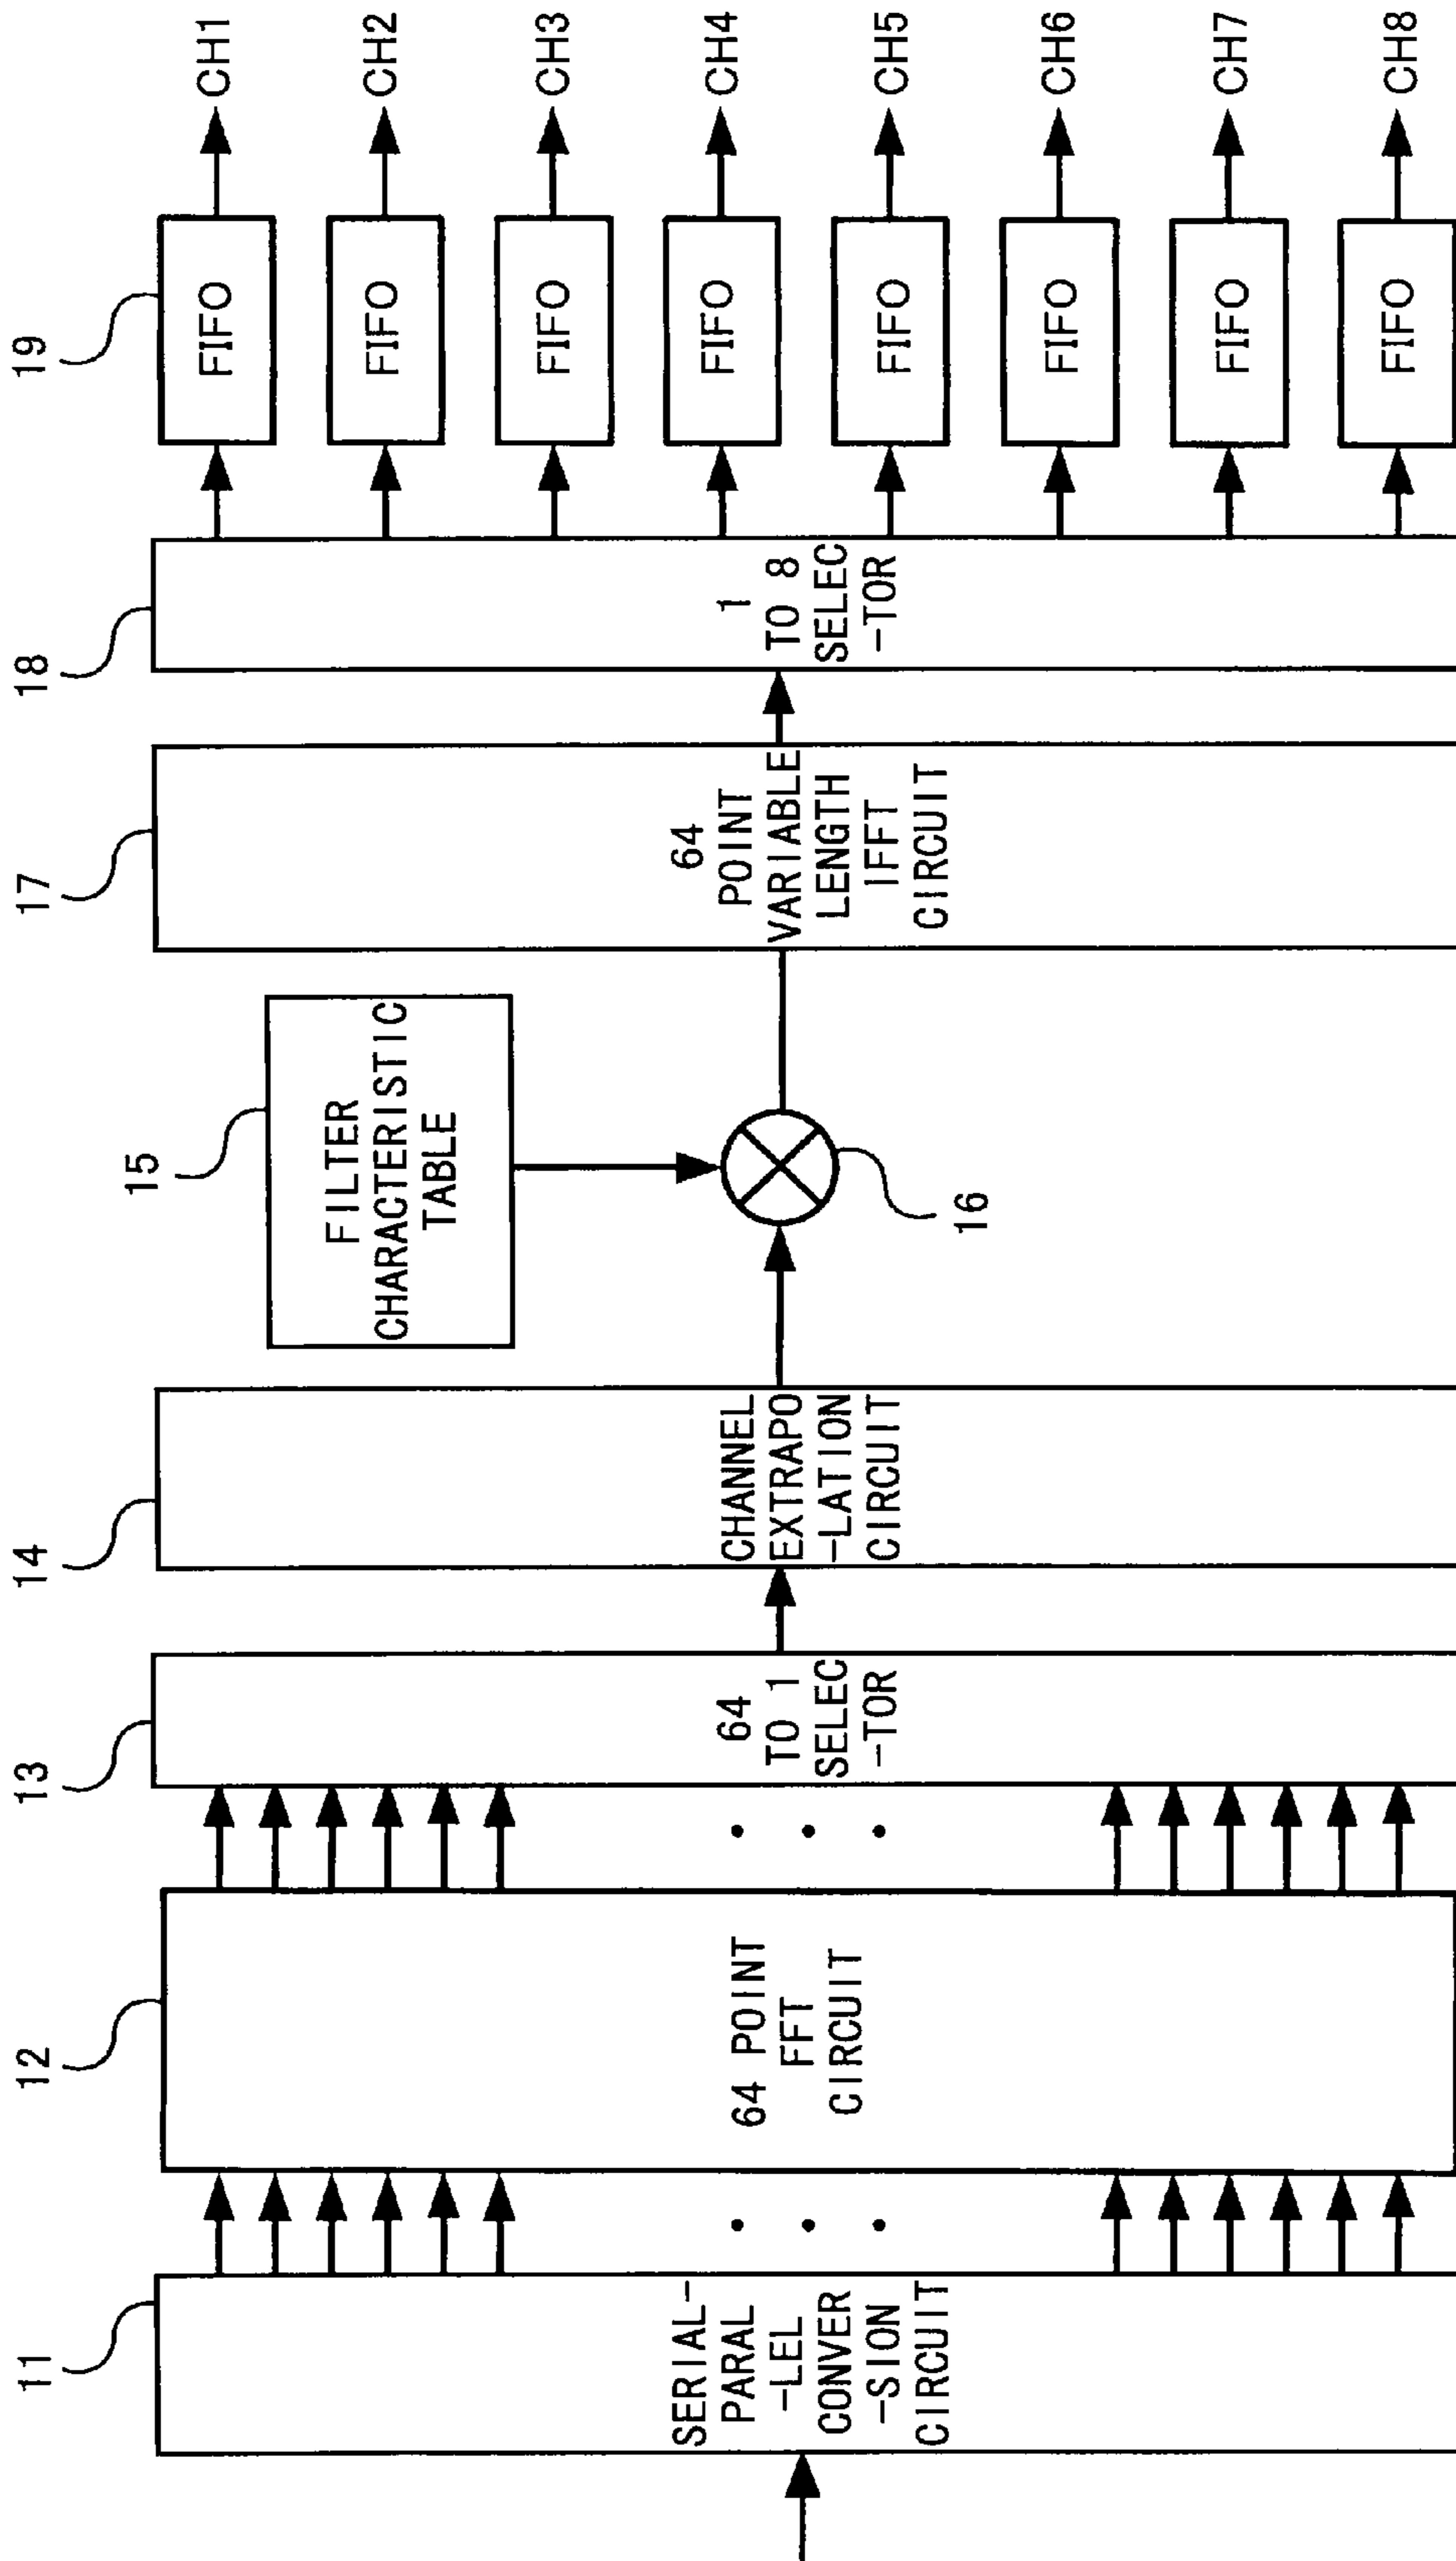 11
SERIAL-
PARAL
-LEL
CONVER
-SION
CIRCUIT
12
64 POINT
FFT
CIRCUIT
13
64
TO 1
SELEC
-TOR
14
CHANNEL
EXTRAPO
-LATION
CIRCUIT
15
FILTER
CHARACTERISTIC
TABLE
16
17
64
POINT
VARIABLE
LENGTH
IFFT
CIRCUIT
18
1
TO 8
SELEC
-TOR
19
FIFO
CH1
FIFO
CH2
FIFO
CH3
FIFO
CH4
FIFO
CH5
FIFO
CH6
FIFO
CH7
FIFO
CH8